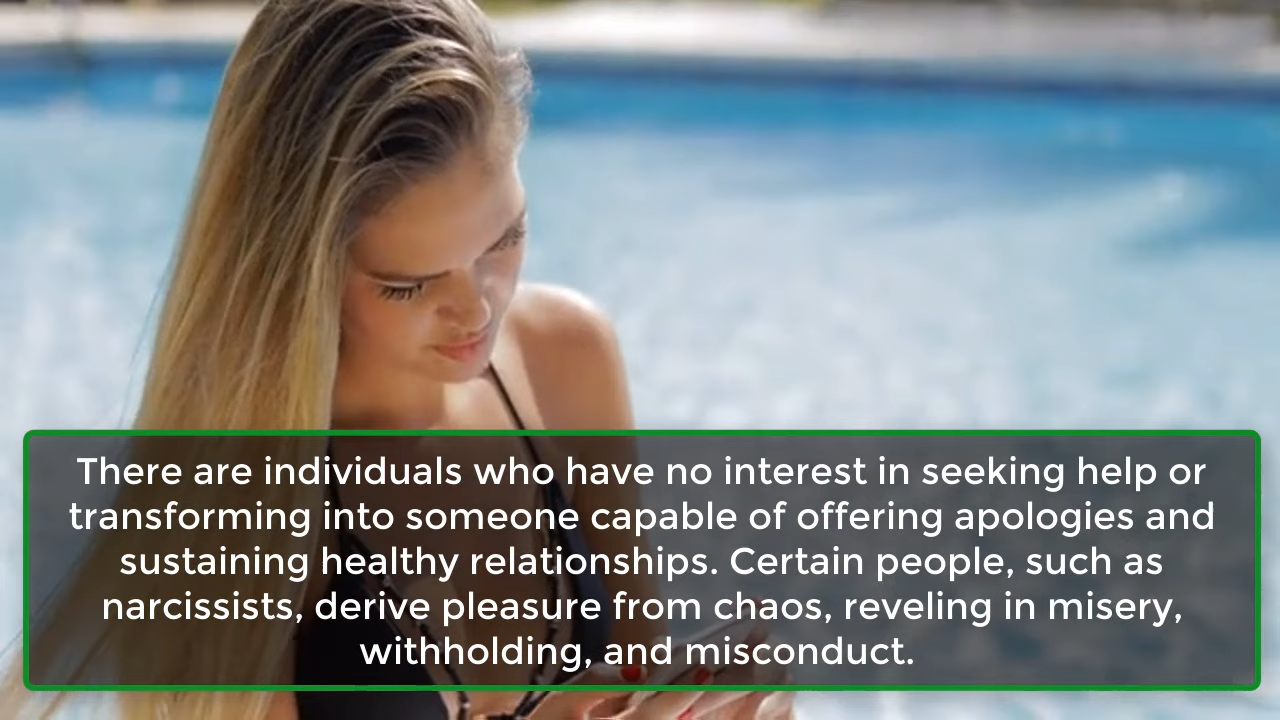 There are individuals who have no interest in seeking help or
transforming into someone capable of offering apologies and
sustaining healthy relationships. Certain people, such as
narcissists, derive pleasure from chaos, reveling in misery,
withholding, and misconduct.